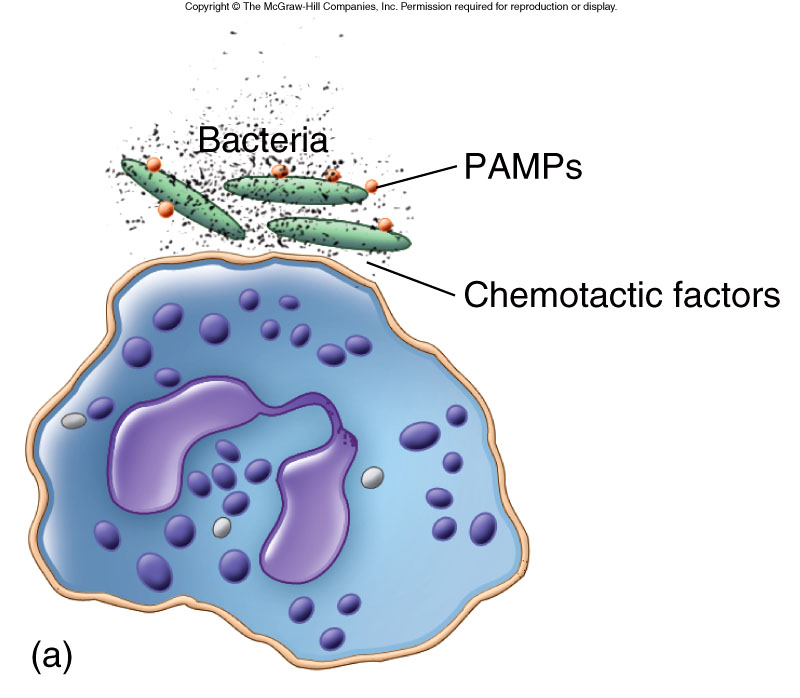 Copyright © The McGraw-Hill Companies, Inc. Permission required for reproduction or display.
Bacteria
PAMPs
Chemotactic factors
(a)